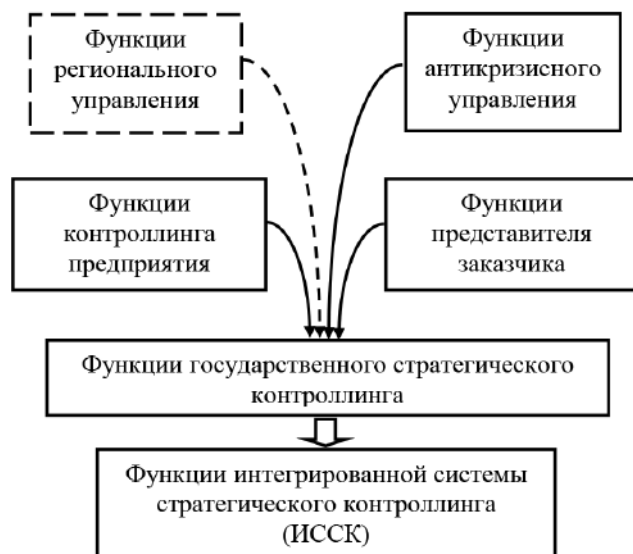 Функции
регионального
управления
Функции
антикризисного
управления
Функции
контроллинга
предприятия
Функции
представителя
заказчика
Функции государственного стратегического
контроллинга
Функции интегрированной системы
стратегического контроллинга
(ИССК)